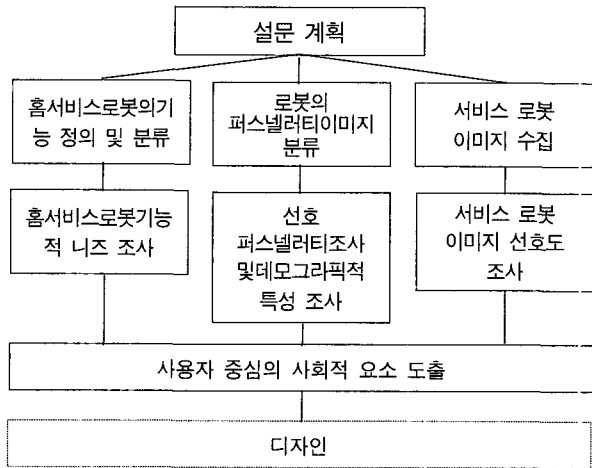 설문 계획
홈서비스로봇의기
능 정의 및 분류
로봇의
퍼스넬러티이미지
분류
서비스 로봇
이미지 수집
홈서비스로봇기능
적 니즈 조사
선호
퍼스넬러티조사
및데모그라픽적
특성 조사
서비스 로봇
이미지 선호도
조사
사용자 중심의 사회적 요소 도출
디자인